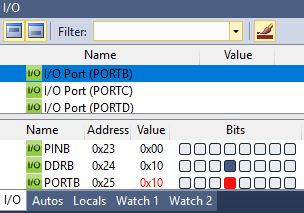 I/O
Filter:
Name Value
I/O I/O Port (PORTB)
I/O I/O Port (PORTC)
I/O I/O Port (PORTD)
Name Address Value Bits
I/O PINB 0x23 0x00
I/O DDRB 0x24 0x10
I/O PORTB 0x25 0x10
I/O Autos Locals Watch 1 Watch 2